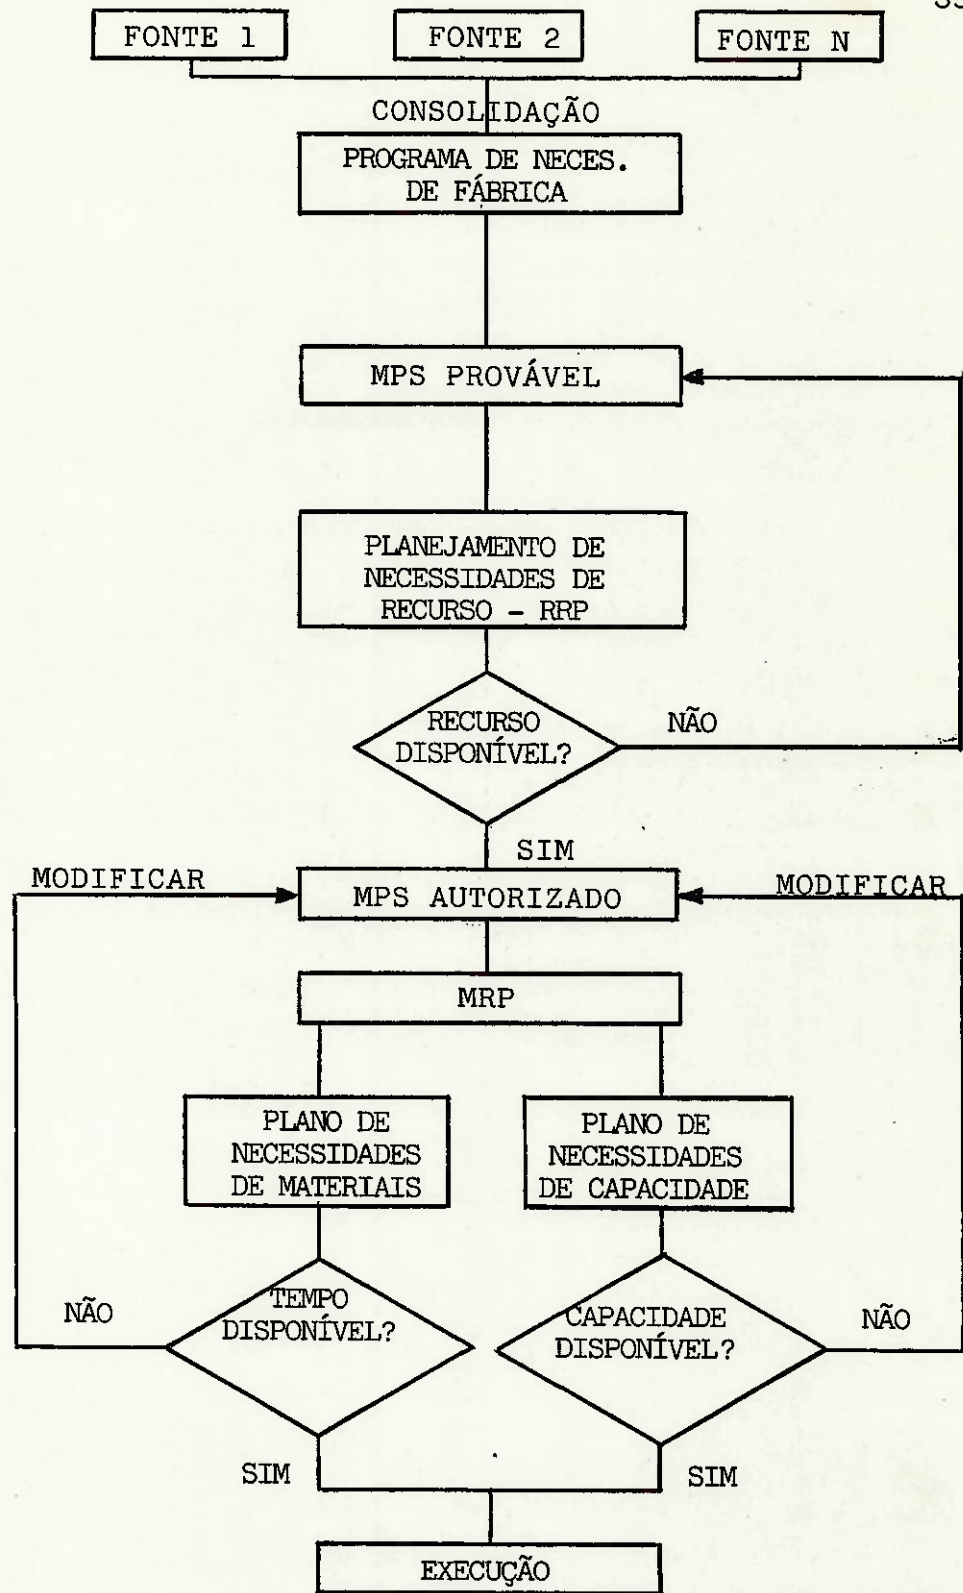 FONTE 1
FONTE 2
FONTE N
CONSOLIDAÇÃO
PROGRAMA DE NECES.
DE FÁBRICA
MPS PROVÁVEL
PLANEJAMENTO DE
NECESSIDADES DE
RECURSO - RRP
RECURSO
DISPONÍVEL?
NÃO
SIM
MODIFICAR
MPS AUTORIZADO
MODIFICAR
MRP
PLANO DE
NECESSIDADES
DE MATERIAIS
PLANO DE
NECESSIDADES
DE CAPACIDADE
NÃO
TEMPO
DISPONÍVEL?
CAPACIDADE
DISPONÍVEL?
NÃO
SIM
SIM
EXECUÇÃO